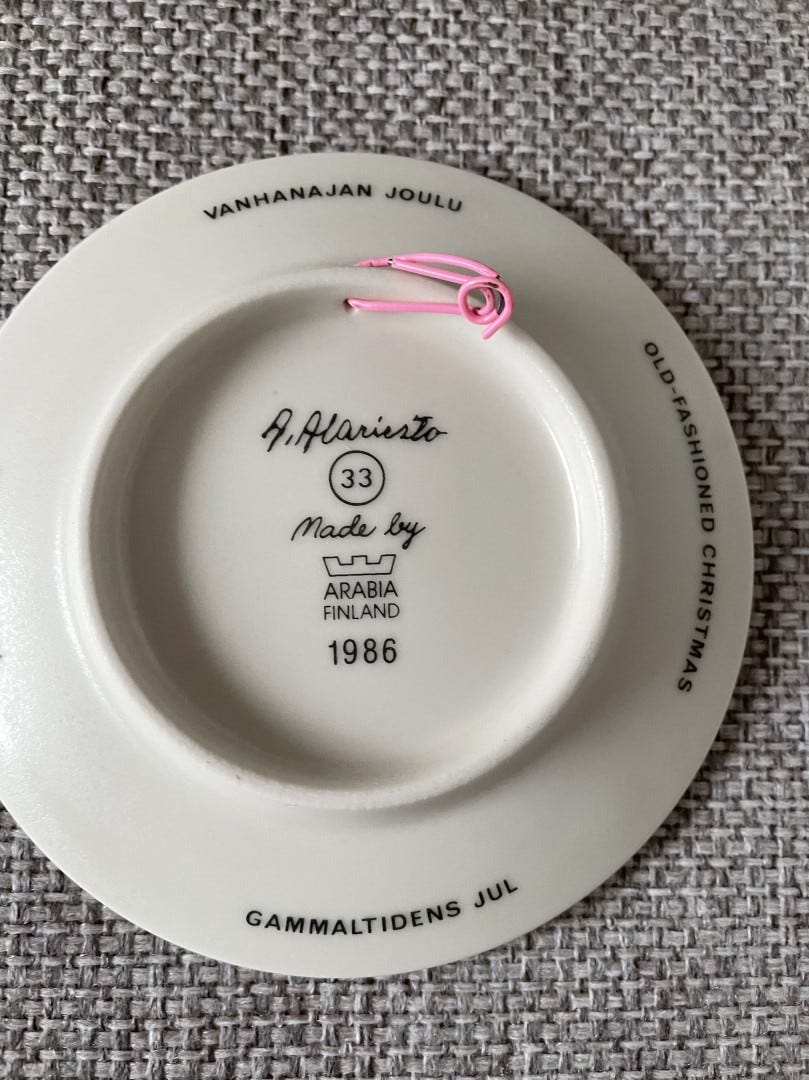 VANHANAJAN JOULU
OLD-FASHIONED CHRISTMAS
A. Alariesto
33
Made by
ARABIA
FINLAND
1986
GAMMALTIDENS JUL